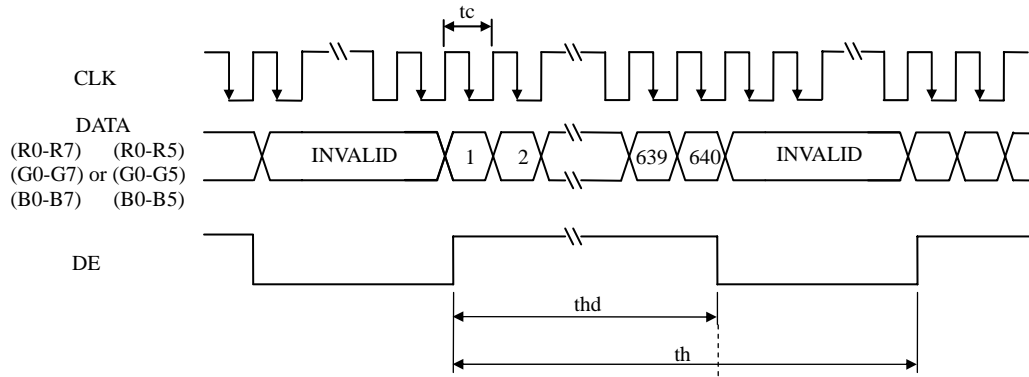 tc
CLK
DATA
(R0-R7) (R0-R5)
(G0-G7) or (G0-G5)
(B0-B7) (B0-B5)
INVALID 1 2 639 640 INVALID
DE
thd
th